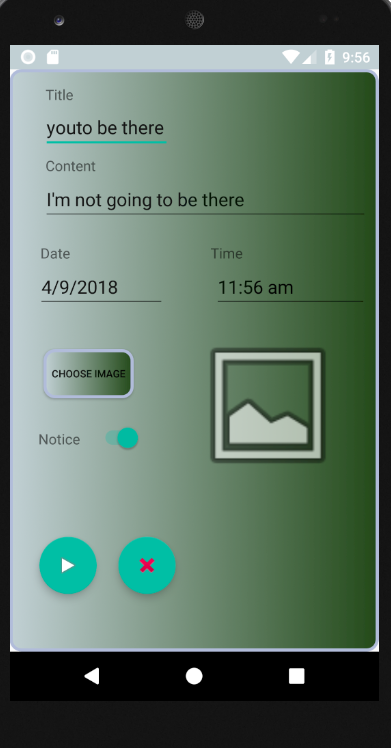 9:56
Title
youto be there
Content
I'm not going to be there
Date Time
4/9/2018 11:56 am
CHOOSE IMAGE
Notice